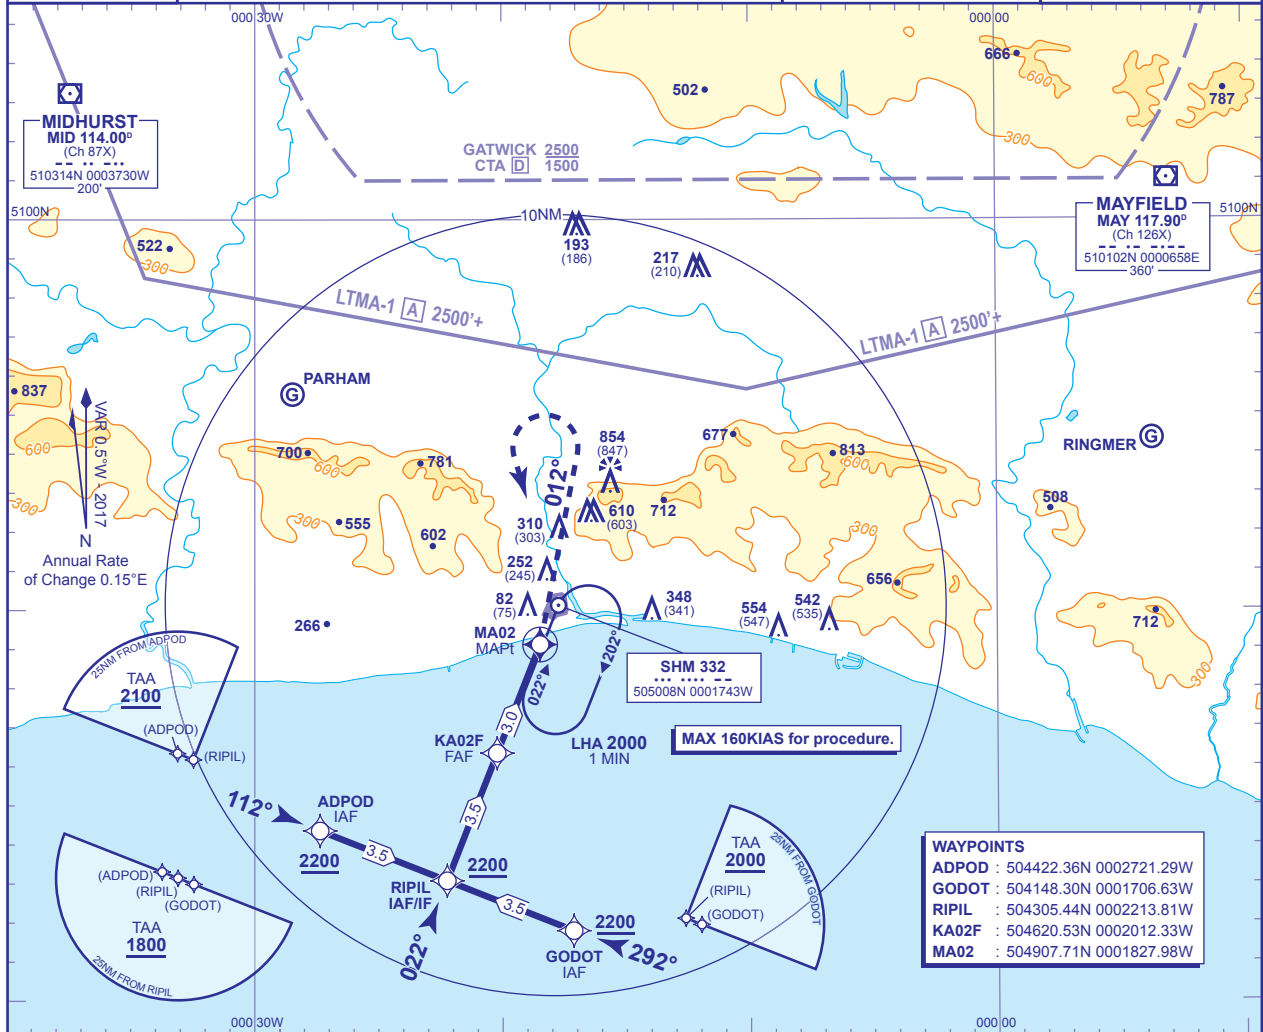 000 30W
000 00
666
600
502
787
MIDHURST
MID 114.00D
(Ch 87X)
-- ·· -··
510314N 0003730W
200'
GATWICK 2500
CTA D 1500
300
MAYFIELD
MAY 117.90D
(Ch 126X)
-- ·- -·--
510102N 0000658E
360'
5100N
5100N
10NM
193
(186)
522
300
217
(210)
LTMA-1 A 2500'+
LTMA-1 A 2500'+
G PARHAM
837
VAR 0.5°W - 2017
600
300
N
Annual Rate
of Change 0.15°E
700
600
781
300
555
602
854
(847)
677
813
600
RINGMER G
012°
610
(603)
712
508
310
(303)
300
252
(245)
656
82
(75)
348
(341)
554
(547)
542
(535)
266
712
300
MA02
MAPt
202°
022°
SHM 332
··· ···· --
505008N 0001743W
25NM FROM ADPOD
TAA
2100
(ADPOD)
(RIPIL)
3.0
KA02F
FAF
LHA 2000
1 MIN
MAX 160KIAS for procedure.
112°
ADPOD
IAF
2200
3.5
3.5
2200
RIPIL
IAF/IF
3.5
022°
2200
GODOT
IAF
292°
(ADPOD)
(RIPIL)
(GODOT)
TAA
1800
25NM FROM RIPIL
TAA
2000
25NM FROM GODOT
(RIPIL)
(GODOT)
WAYPOINTS
ADPOD : 504422.36N 0002721.29W
GODOT : 504148.30N 0001706.63W
RIPIL : 504305.44N 0002213.81W
KA02F : 504620.53N 0002012.33W
MA02 : 504907.71N 0001827.98W
000 30W
000 00